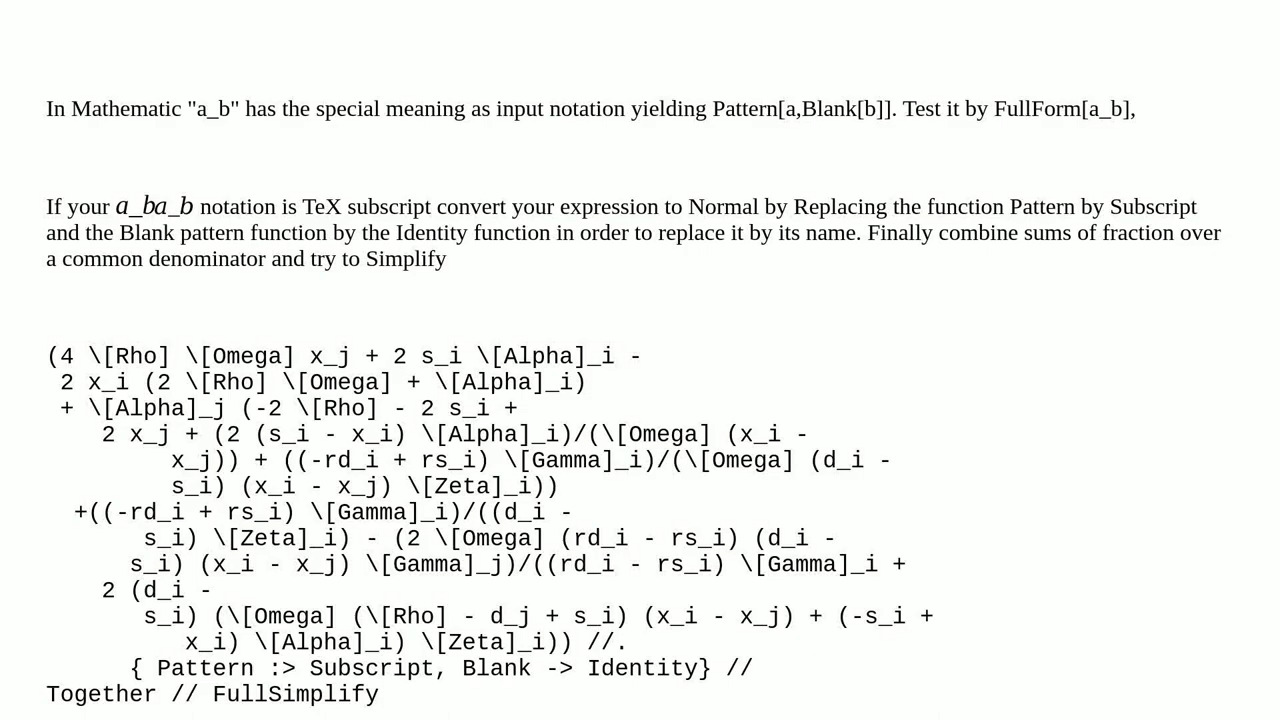 In Mathematic "a_b" has the special meaning as input notation yielding Pattern[a,Blank[b]]. Test it by FullForm[a_b],
If your a_ba_b notation is TeX subscript convert your expression to Normal by Replacing the function Pattern by Subscript
and the Blank pattern function by the Identity function in order to replace it by its name. Finally combine sums of fraction over
a common denominator and try to Simplify
(4 \[Rho] \[Omega] x_j + 2 s_i \[Alpha]_i -
2 x_i (2 \[Rho] \[Omega] + \[Alpha]_i)
+ \[Alpha]_j (-2 \[Rho] - 2 s_i +
2 x_j + (2 (s_i - x_i) \[Alpha]_i)/(\[Omega] (x_i -
x_j)) + ((-rd_i + rs_i) \[Gamma]_i)/(\[Omega] (d_i -
s_i) (x_i - x_j) \[Zeta]_i))
+((-rd_i + rs_i) \[Gamma]_i)/((d_i -
s_i) \[Zeta]_i) - (2 \[Omega] (rd_i - rs_i) (d_i -
s_i) (x_i - x_j) \[Gamma]_j)/((rd_i - rs_i) \[Gamma]_i +
2 (d_i -
s_i) (\[Omega] (\[Rho] - d_j + s_i) (x_i - x_j) + (-s_i +
x_i) \[Alpha]_i) \[Zeta]_i)) //.
{ Pattern :> Subscript, Blank -> Identity} //
Together // FullSimplify